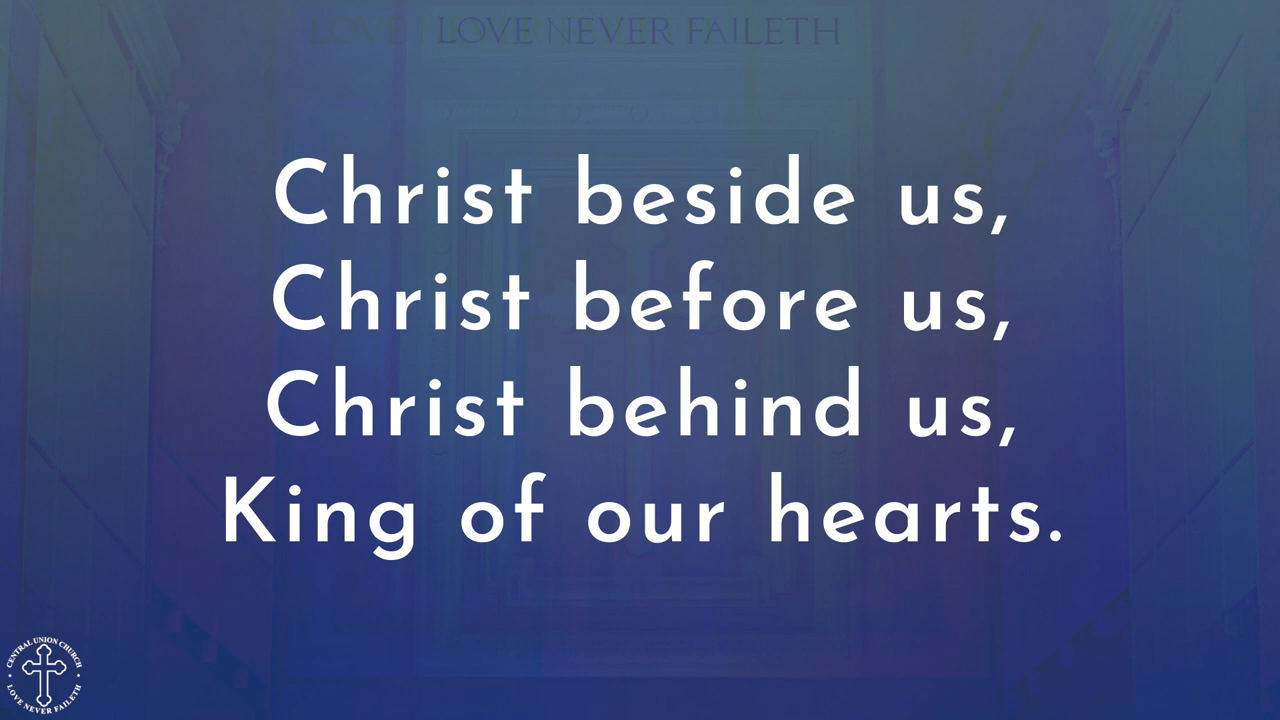 LOVE LOVE NEVER FAILETH
Christ beside us,
Christ before us,
Christ behind us,
King of our hearts.
CENTRAL UNION CHURCH
• LOVE NEVER FAILETH •